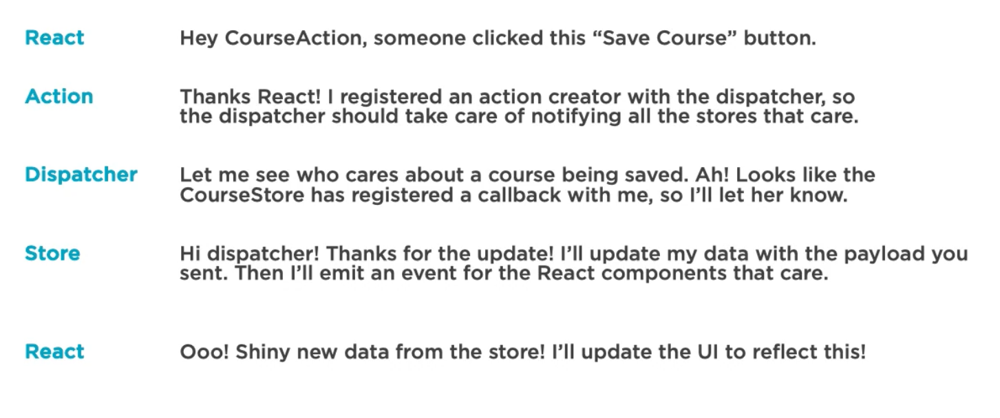 React Hey CourseAction, someone clicked this “Save Course” button.
Action Thanks React! I registered an action creator with the dispatcher, so
the dispatcher should take care of notifying all the stores that care.
Dispatcher Let me see who cares about a course being saved. Ah! Looks like the
CourseStore has registered a callback with me, so I’ll let her know.
Store Hi dispatcher! Thanks for the update! I’ll update my data with the payload you
sent. Then I’ll emit an event for the React components that care.
React Ooo! Shiny new data from the store! I’ll update the UI to reflect this!